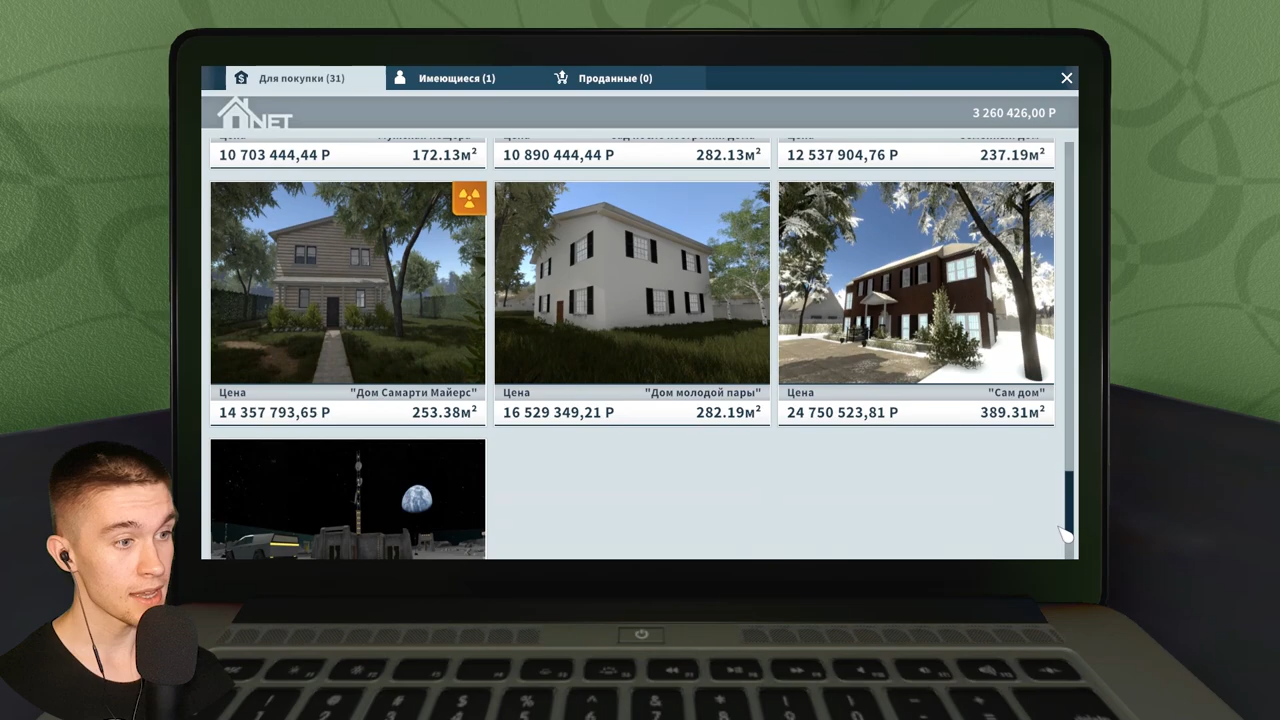 Для покупки (31)
Имеющиеся (1)
Проданные (0)
NET
3 260 426,00 Р
10 703 444,44 Р 172.13м²
10 890 444,44 Р 282.13м²
12 537 904,76 Р 237.19м²
Цена "Дом Самарти Майерс"
14 357 793,65 Р 253.38м²
Цена "Дом молодой пары"
16 529 349,21 Р 282.19м²
Цена "Сам дом"
24 750 523,81 Р 389.31м²